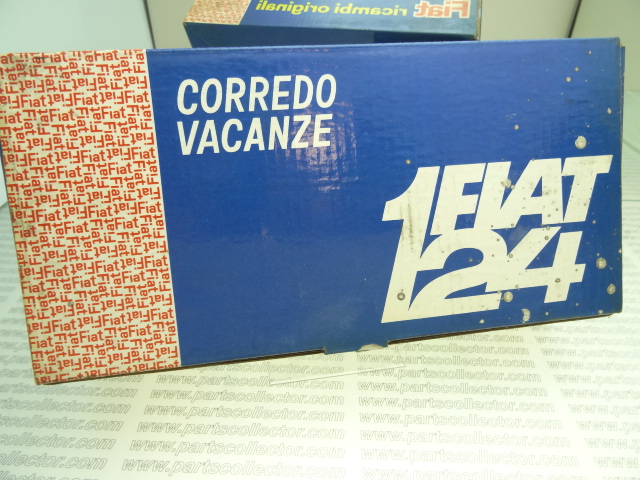 Fiat ricambi originali
CORREDO
VACANZE
FIAT
124
www.partscollector.com